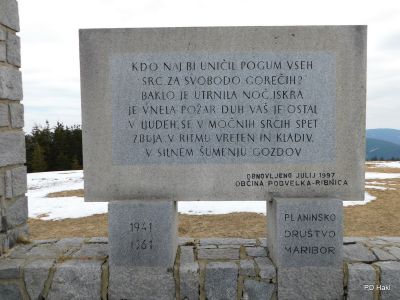 KDO NAJ BI UNIČIL POGUM VSEH
SRC ZA SVOBODO GOREČIH?
BAKLO JE UTRNILA NOČ, ISKRA
JE VNELA POŽAR DUH VAŠ JE OSTAL
V LJUDEH, SE V MOČNIH SRCIH SPET
ZBUJA, V RITMU VRETEN IN KLADIV,
V SILNEM ŠUMENJU GOZDOV
OBNOVLJENO JULIJ 1997
OBČINA PODVELKA-RIBNICA
1941
1961
PLANINSKO
DRUŠTVO
MARIBOR
PD Haki